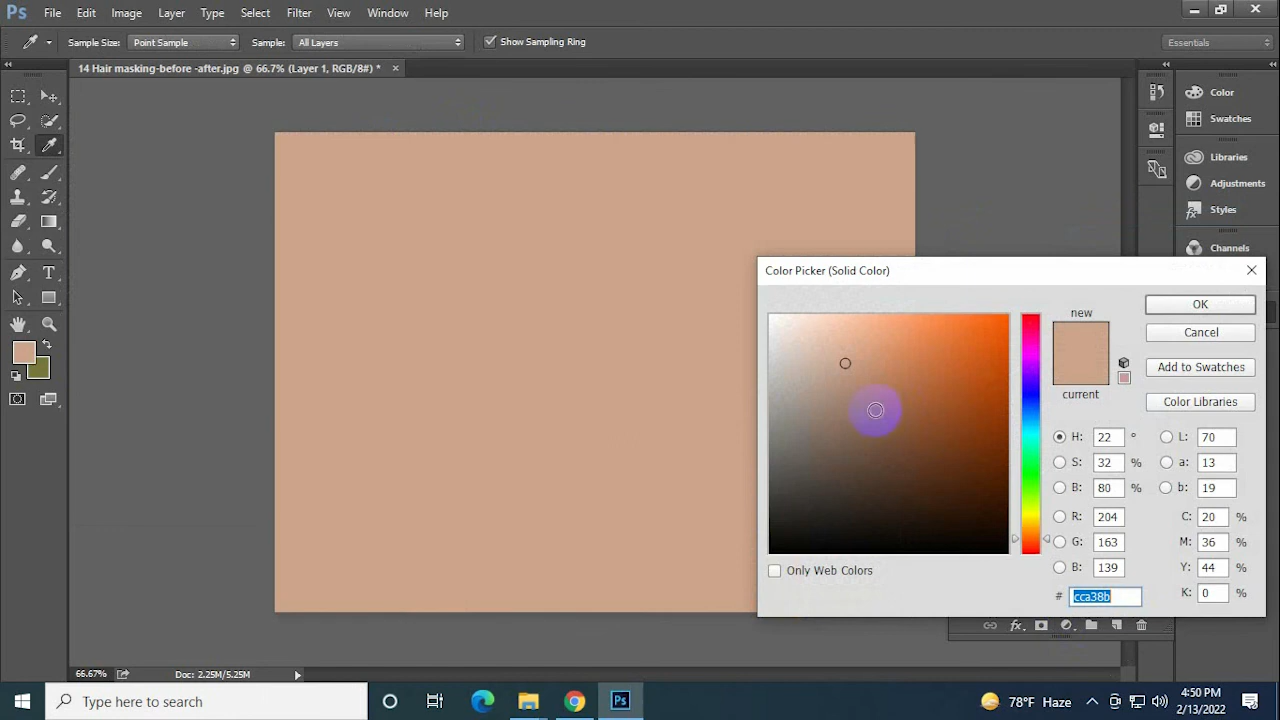 Ps File Edit Image Layer Type Select Filter View Window Help
Sample Size: Point Sample Sample: All Layers Show Sampling Ring Essentials
14 Hair masking-before -after.jpg @ 66.7% (Layer 1, RGB/8#) *
Color
Swatches
Libraries
Adjustments
Styles
Channels
Color Picker (Solid Color)
new
OK
Cancel
Add to Swatches
current
Color Libraries
H: 22 ° L: 70
S: 32 % a: 13
B: 80 % b: 19
R: 204 C: 20 %
G: 163 M: 36 %
B: 139 Y: 44 %
Only Web Colors
# cca38b K: 0 %
fx
66.67% Doc: 2.25M/5.25M
Type here to search
Ps
78°F Haze
4:50 PM
2/13/2022